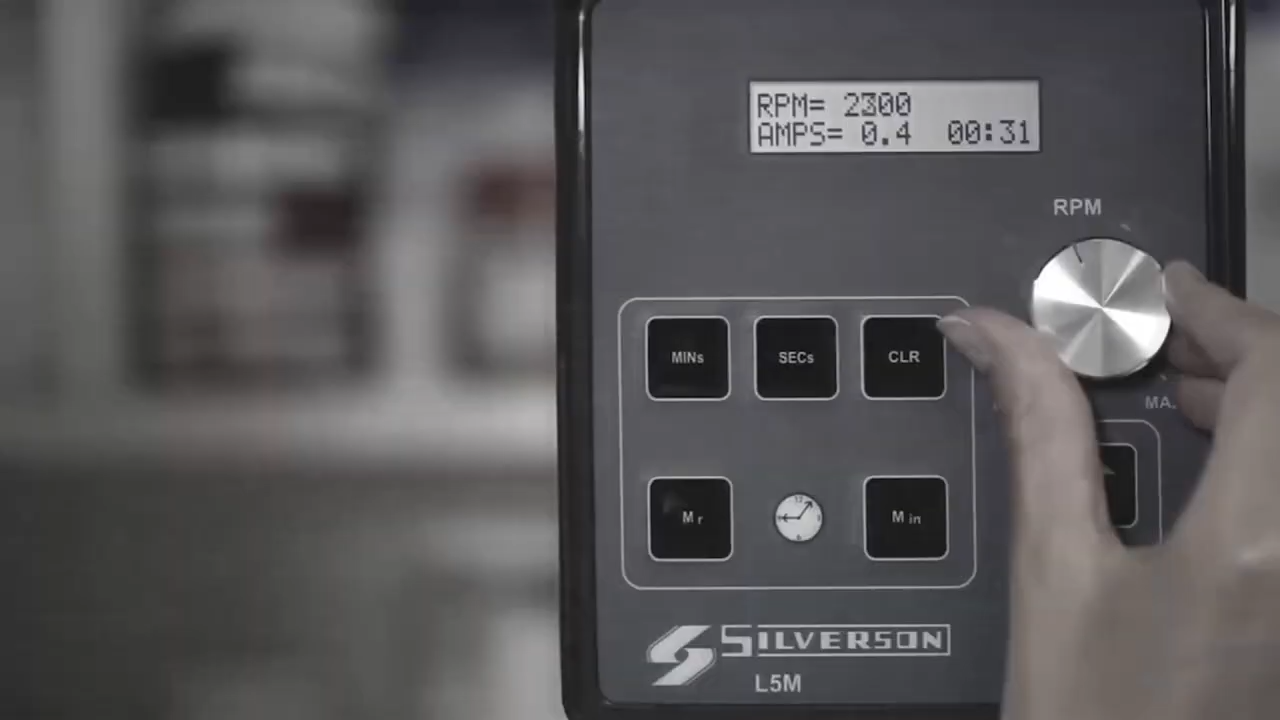 RPM= 2300
AMPS= 0.4 00:31
RPM
MINs SECs CLR
MA
M r M in
SILVERSON
L5M